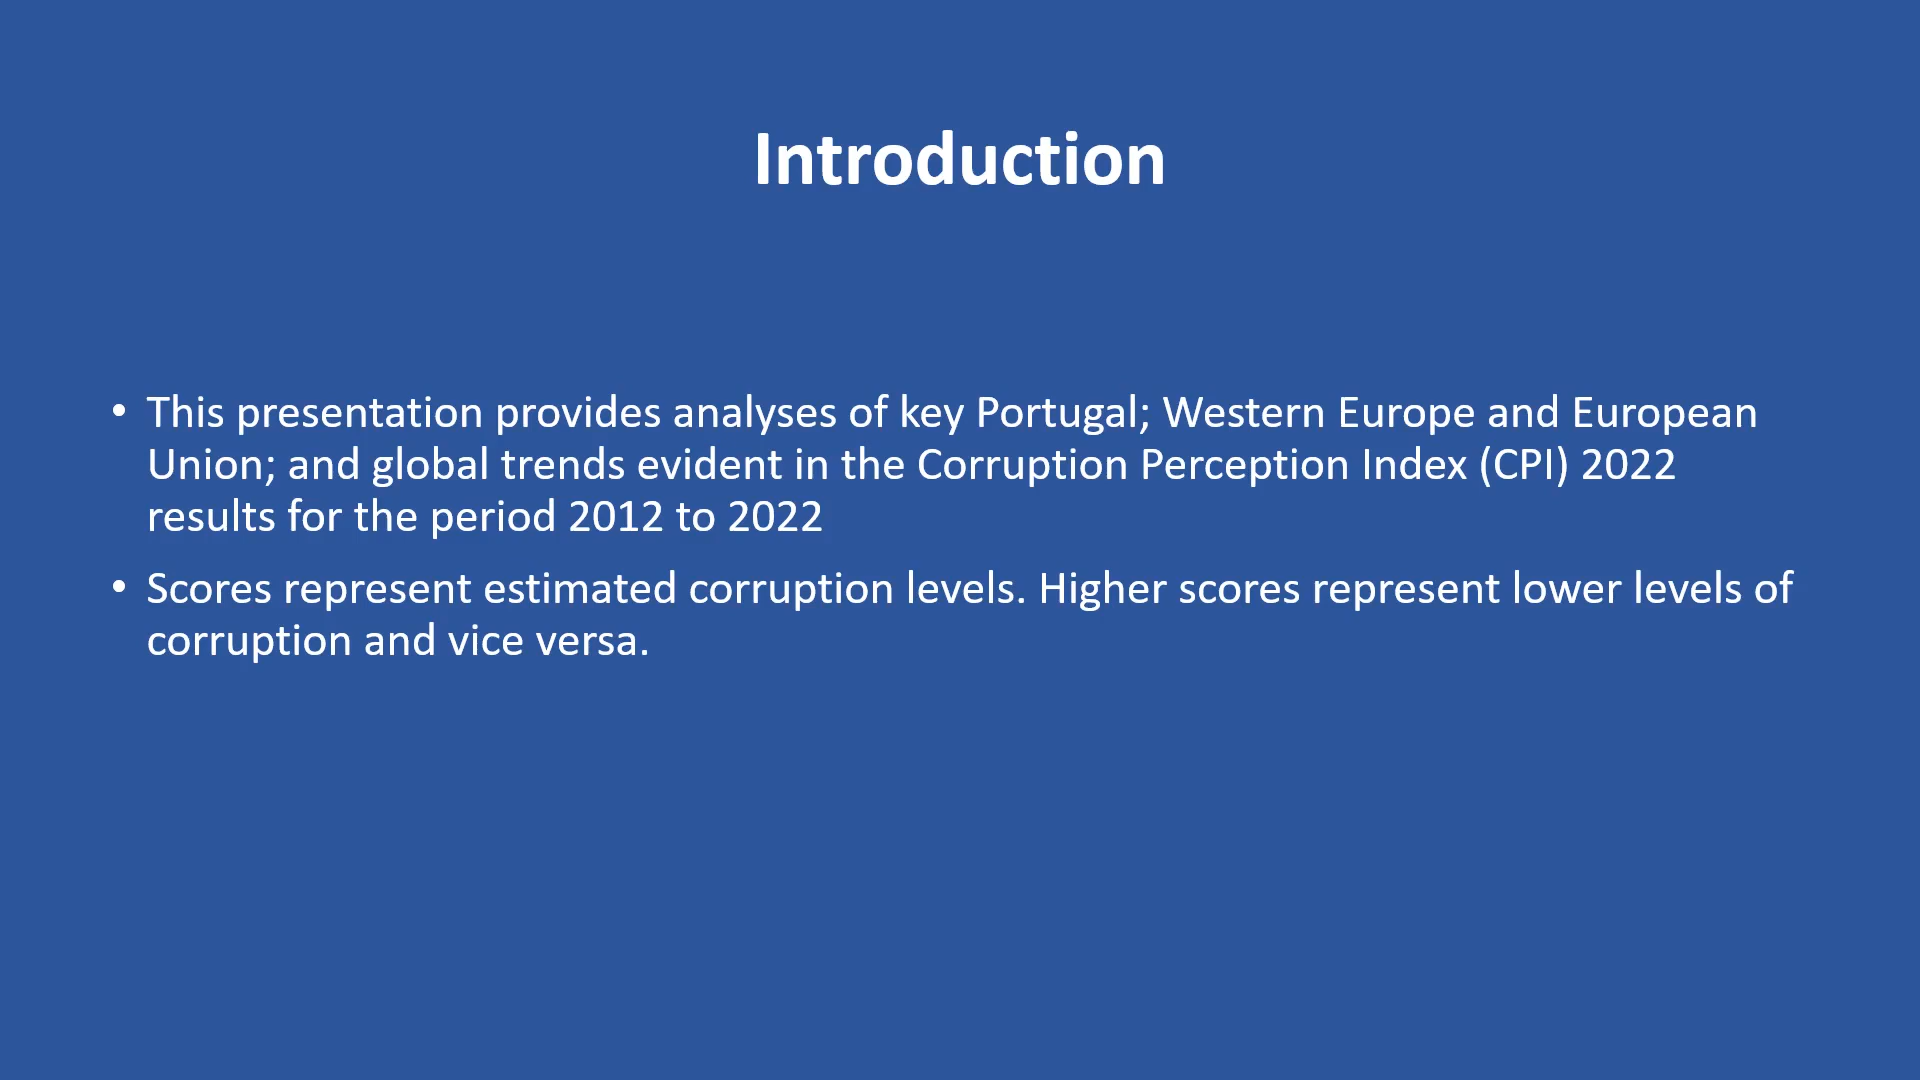 Introduction
• This presentation provides analyses of key Portugal; Western Europe and European
Union; and global trends evident in the Corruption Perception Index (CPI) 2022
results for the period 2012 to 2022
• Scores represent estimated corruption levels. Higher scores represent lower levels of
corruption and vice versa.